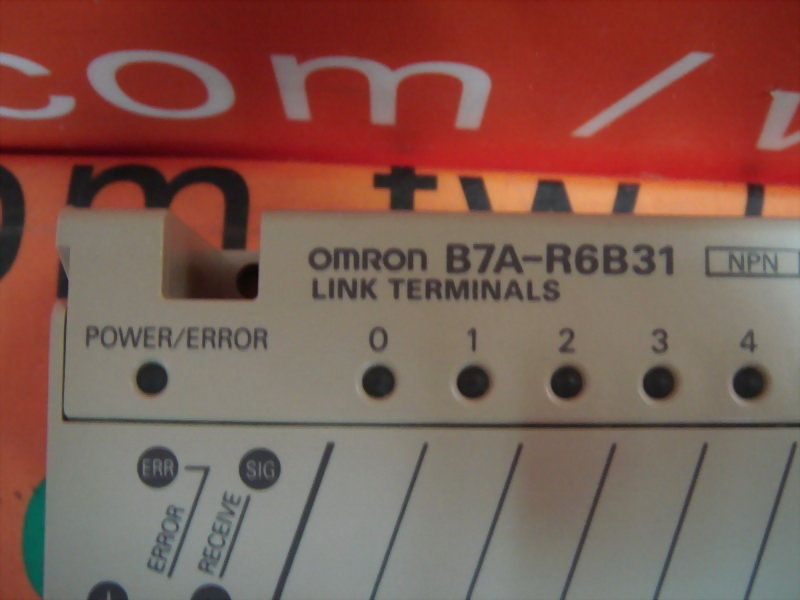 com /
om tw
OMRON B7A-R6B31 NPN
LINK TERMINALS
POWER/ERROR 0 1 2 3 4
ERR SIG
ERROR
RECEIVE